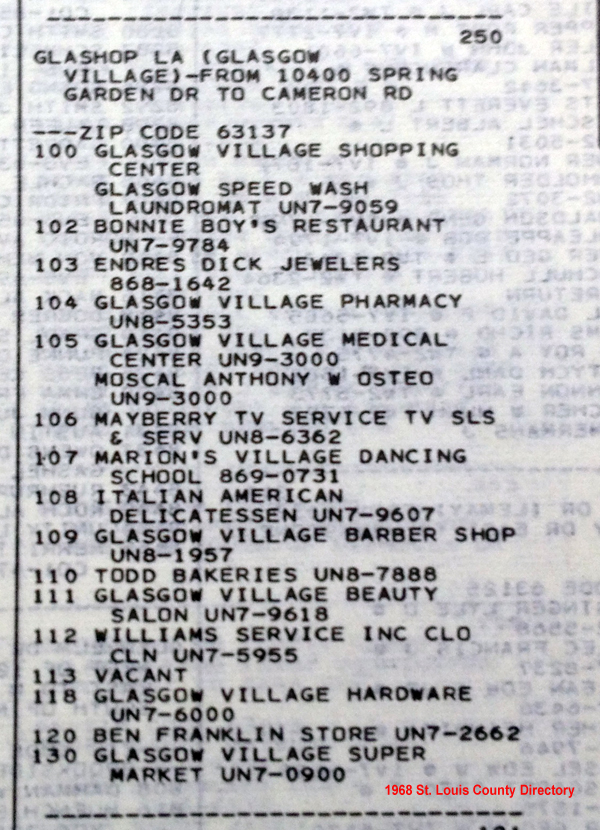 250
GLASHOP LA (GLASGOW
VILLAGE)-FROM 10400 SPRING
GARDEN DR TO CAMERON RD
---ZIP CODE 63137
100 GLASGOW VILLAGE SHOPPING
CENTER
GLASGOW SPEED WASH
LAUNDROMAT UN7-9059
102 BONNIE BOY'S RESTAURANT
UN7-9784
103 ENDRES DICK JEWELERS
868-1642
104 GLASGOW VILLAGE PHARMACY
UN8-5353
105 GLASGOW VILLAGE MEDICAL
CENTER UN9-3000
MOSCAL ANTHONY W OSTEO
UN9-3000
106 MAYBERRY TV SERVICE TV SLS
& SERV UN8-6362
107 MARION'S VILLAGE DANCING
SCHOOL 869-0731
108 ITALIAN AMERICAN
DELICATESSEN UN7-9607
109 GLASGOW VILLAGE BARBER SHOP
UN8-1957
110 TODD BAKERIES UN8-7888
111 GLASGOW VILLAGE BEAUTY
SALON UN7-9618
112 WILLIAMS SERVICE INC CLO
CLN UN7-5955
113 VACANT
118 GLASGOW VILLAGE HARDWARE
UN7-6000
120 BEN FRANKLIN STORE UN7-2662
130 GLASGOW VILLAGE SUPER
MARKET UN7-0900
1968 St. Louis County Directory